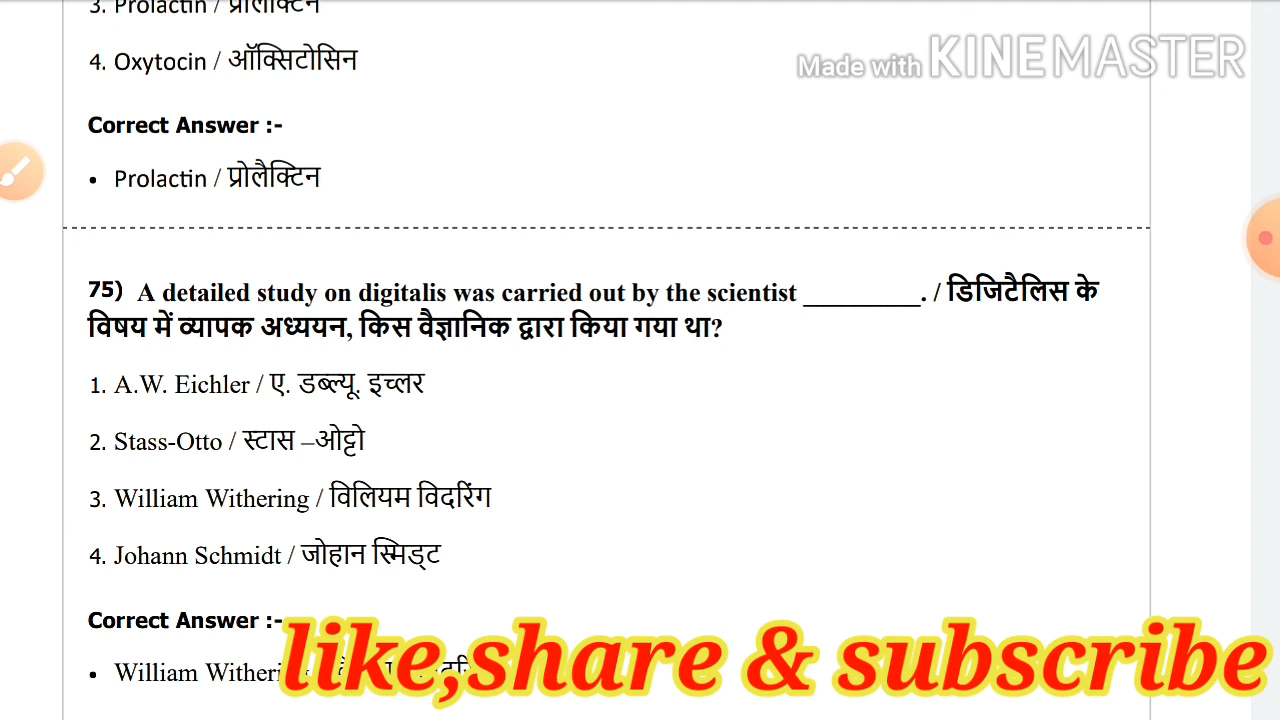 3. Prolactin / प्रोलैक्टिन
4. Oxytocin / ऑक्सिटोसिन
Made with KINEMASTER
Correct Answer :-
• Prolactin / प्रोलैक्टिन
75) A detailed study on digitalis was carried out by the scientist _________. / डिजिटैलिस के
विषय में व्यापक अध्ययन, किस वैज्ञानिक द्वारा किया गया था?
1. A.W. Eichler / ए. डब्ल्यू. इच्लर
2. Stass-Otto / स्टास –ओट्टो
3. William Withering / विलियम विदरिंग
4. Johann Schmidt / जोहान स्मिड्ट
Correct Answer :-
• William
like,share & subscribe